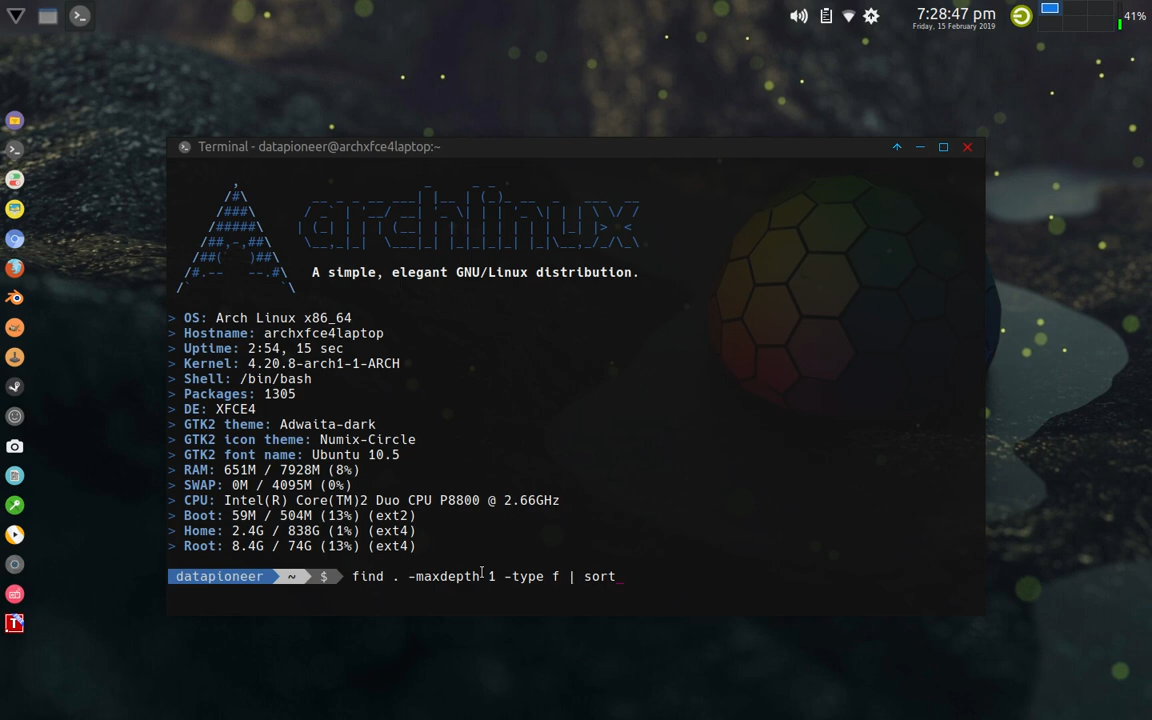 7:28:47 pm
Friday, 15 February 2019
41%
Terminal - datapioneer@archxfce4laptop:~
archlinux
A simple, elegant GNU/Linux distribution.
> OS: Arch Linux x86_64
> Hostname: archxfce4laptop
> Uptime: 2:54, 15 sec
> Kernel: 4.20.8-arch1-1-ARCH
> Shell: /bin/bash
> Packages: 1305
> DE: XFCE4
> GTK2 theme: Adwaita-dark
> GTK2 icon theme: Numix-Circle
> GTK2 font name: Ubuntu 10.5
> RAM: 651M / 7928M (8%)
> SWAP: 0M / 4095M (0%)
> CPU: Intel(R) Core(TM)2 Duo CPU P8800 @ 2.66GHz
> Boot: 59M / 504M (13%) (ext2)
> Home: 2.4G / 838G (1%) (ext4)
> Root: 8.4G / 74G (13%) (ext4)
datapioneer ~ $ find . -maxdepth 1 -type f | sort_
T